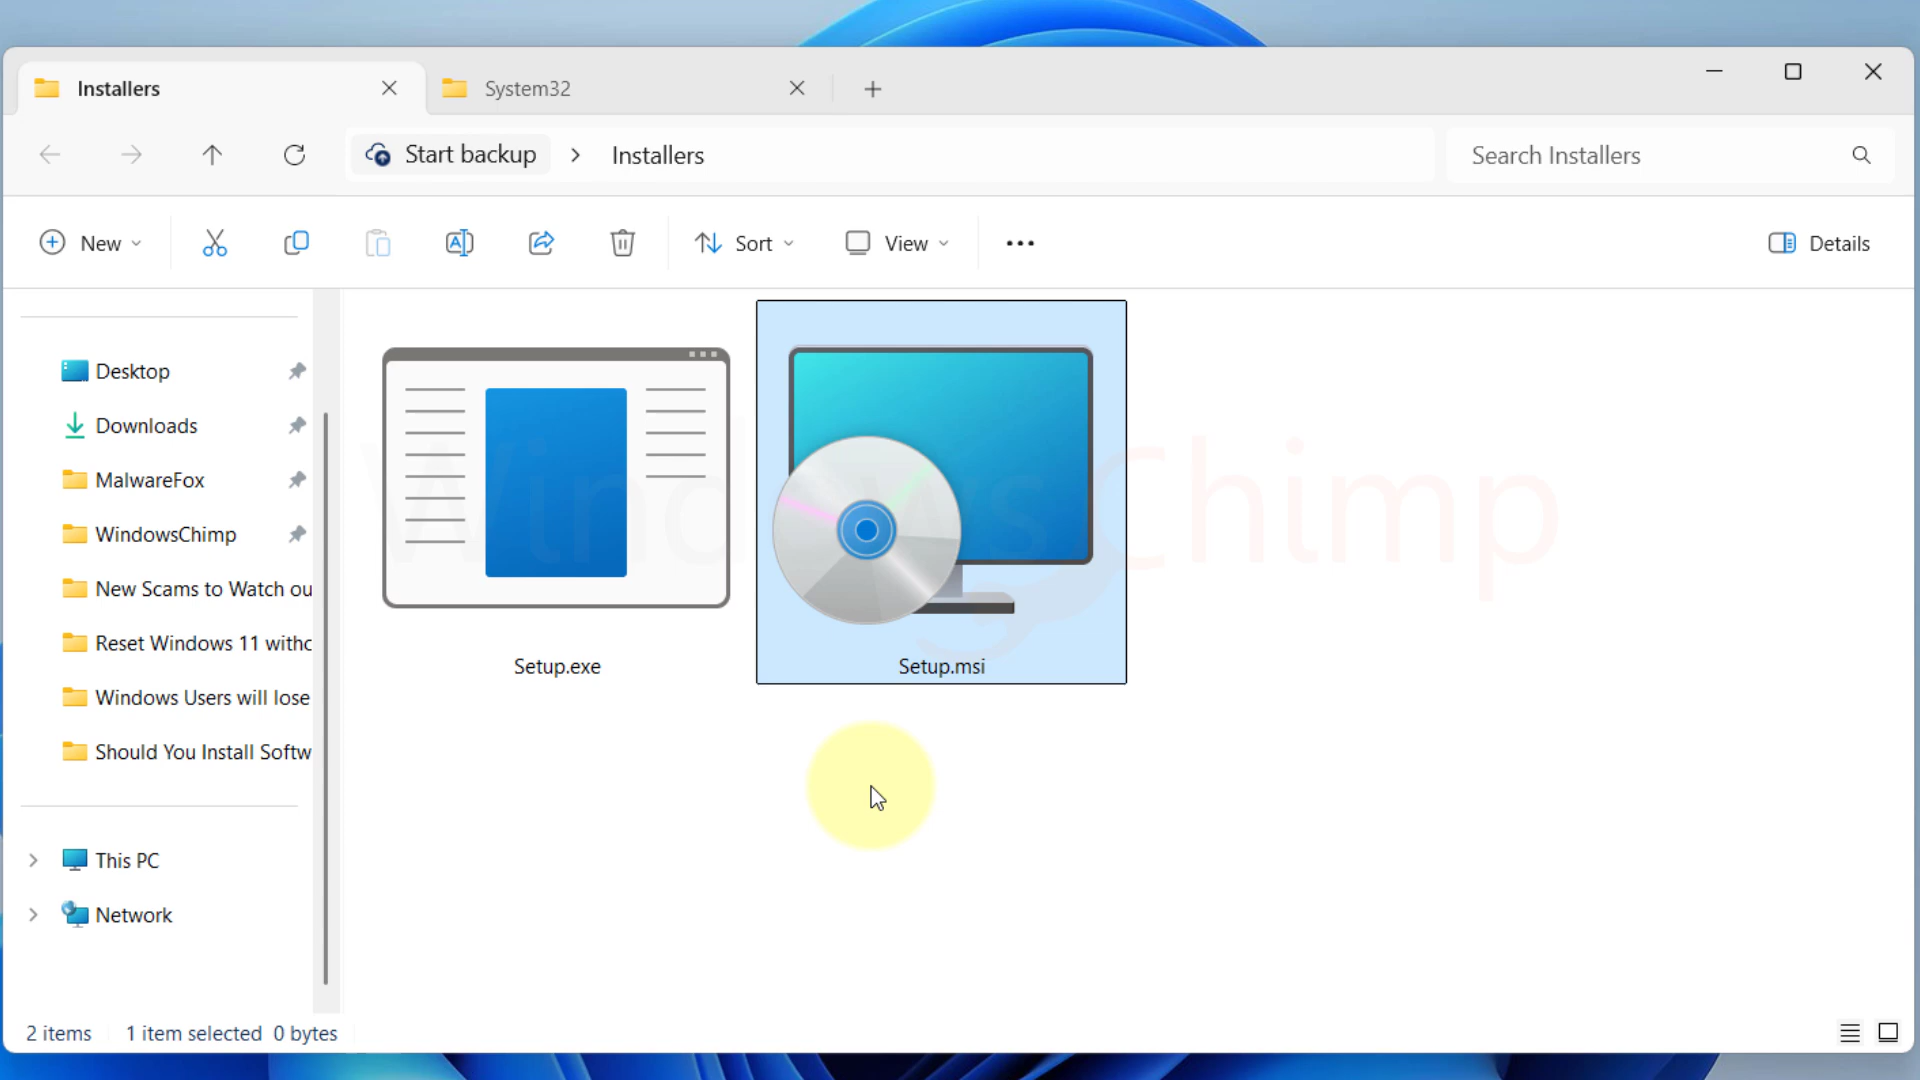 Installers
System32
Start backup
Installers
Search Installers
New
Sort
View
Details
Desktop
Downloads
MalwareFox
WindowsChimp
New Scams to Watch ou
Reset Windows 11 withc
Windows Users will lose
Should You Install Softw
This PC
Network
Windows Chimp
Setup.exe
Setup.msi
2 items
1 item selected 0 bytes